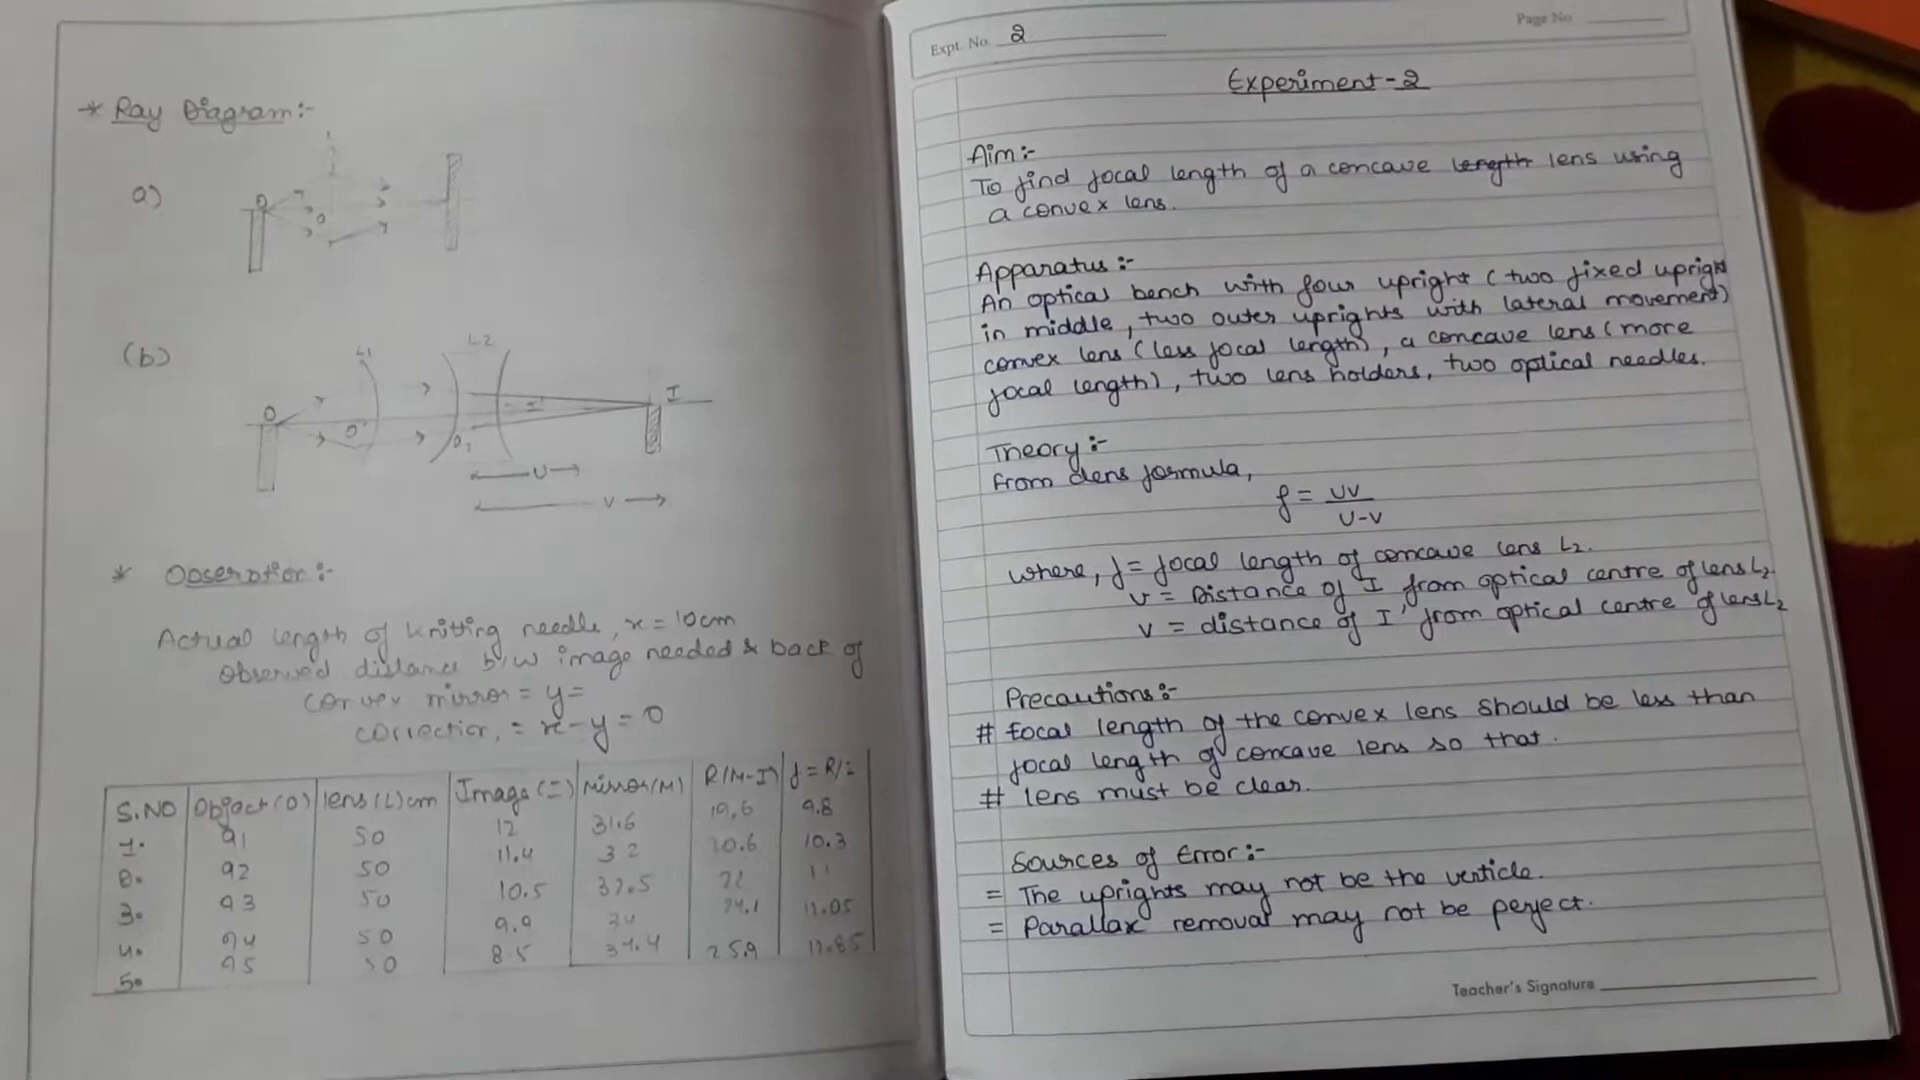 * Ray Diagram:-
a)
O
O
(b)
L1
L2
O
O
O1
I'
I
U
V
* Obseration:-
Actual length of knitting needle, x = 10cm
Observed distance b/w image needed & back of
convex mirror = y =
correction, = x-y = 0
S.NO Object(O) lens(L)cm Image(I) Mirror(M) R(M-I) f=R/2
1. 91 50 12 31.6 19.6 9.8
92 50 11.4 32 20.6 10.3
3. 93 50 10.5 32.5 22 11
4. 94 50 9.9 34 24.1 12.05
5. 95 50 8.5 34.4 25.9 12.85
Expt. No. 2
Page No.
Experiment-2
Aim:-
To find focal length of a concave length lens using
a convex lens.
Apparatus:-
An optical bench with four upright (two fixed upright
in middle, two outer uprights with lateral movement)
convex lens (less focal length), a concave lens (more
focal length), two lens holders, two optical needles.
Theory:-
From lens formula,
f = UV
U-V
where, f = focal length of concave lens L2.
v = Distance of I from optical centre of lens L2
v = distance of I' from optical centre of lens L2
Precautions:-
# focal length of the convex lens should be less than
focal length of concave lens so that.
# lens must be clear.
Sources of Error:-
= The uprights may not be the verticle.
= Parallax removal may not be perfect.
Teacher's Signature